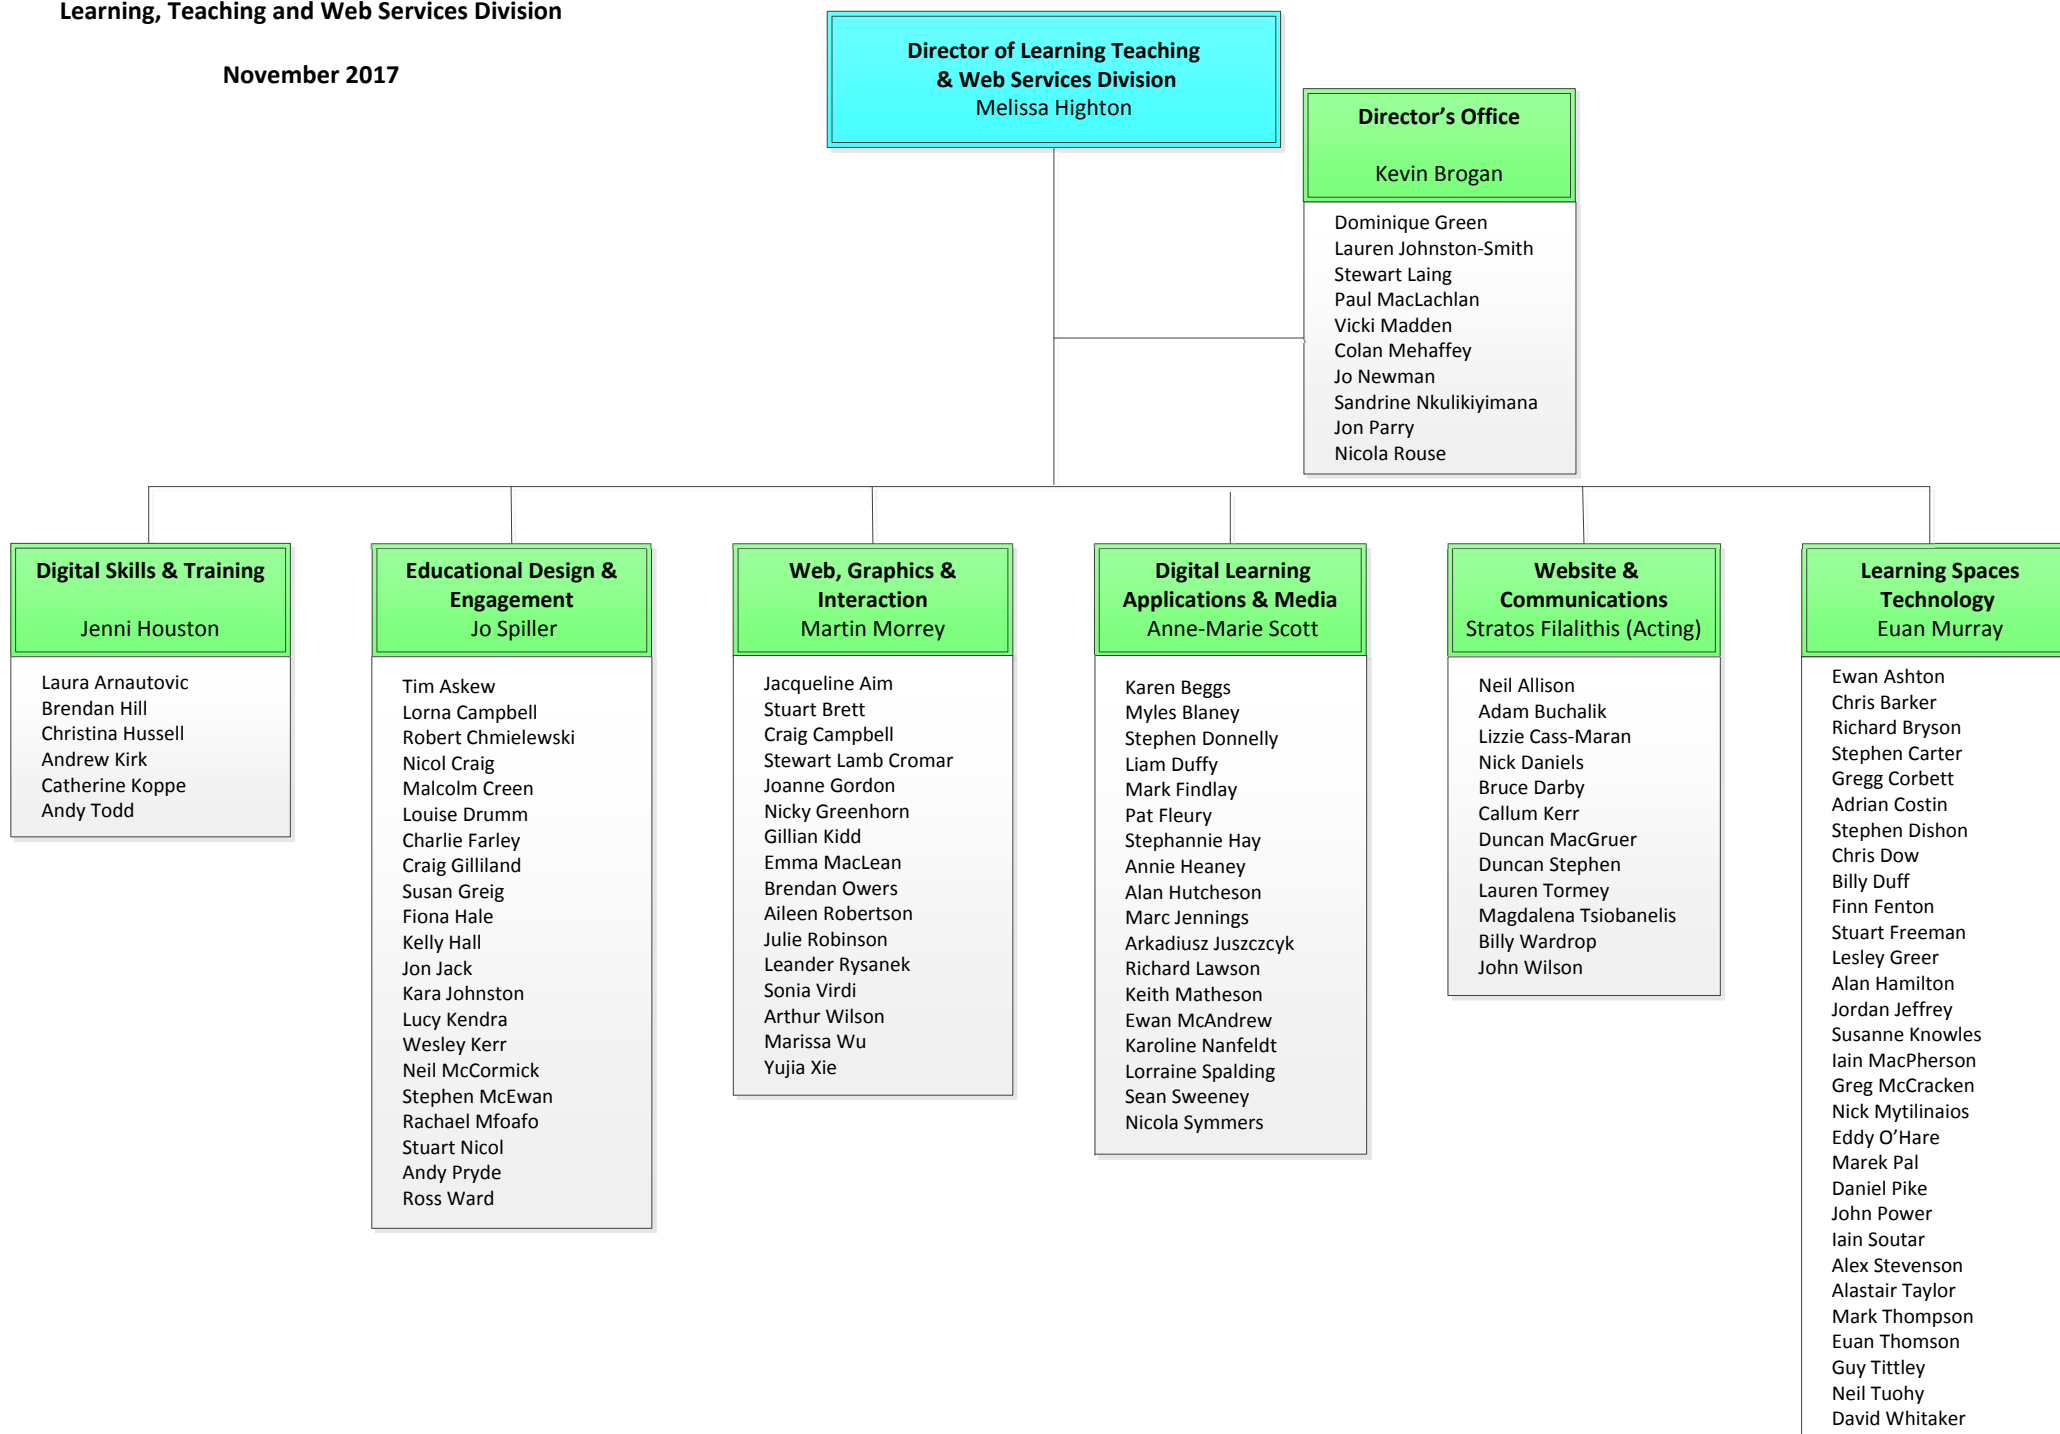 Learning, Teaching and Web Services Division
November 2017
Director of Learning Teaching
& Web Services Division
Melissa Highton
Director’s Office
Kevin Brogan
Dominique Green
Lauren Johnston-Smith
Stewart Laing
Paul MacLachlan
Vicki Madden
Colan Mehaffey
Jo Newman
Sandrine Nkulikiyimana
Jon Parry
Nicola Rouse
Digital Skills & Training
Jenni Houston
Laura Arnautovic
Brendan Hill
Christina Hussell
Andrew Kirk
Catherine Koppe
Andy Todd
Educational Design &
Engagement
Jo Spiller
Tim Askew
Lorna Campbell
Robert Chmielewski
Nicol Craig
Malcolm Creen
Louise Drumm
Charlie Farley
Craig Gilliland
Susan Greig
Fiona Hale
Kelly Hall
Jon Jack
Kara Johnston
Lucy Kendra
Wesley Kerr
Neil McCormick
Stephen McEwan
Rachael Mfoafo
Stuart Nicol
Andy Pryde
Ross Ward
Web, Graphics &
Interaction
Martin Morrey
Jacqueline Aim
Stuart Brett
Craig Campbell
Stewart Lamb Cromar
Joanne Gordon
Nicky Greenhorn
Gillian Kidd
Emma MacLean
Brendan Owers
Aileen Robertson
Julie Robinson
Leander Rysanek
Sonia Virdi
Arthur Wilson
Marissa Wu
Yujia Xie
Digital Learning
Applications & Media
Anne-Marie Scott
Karen Beggs
Myles Blaney
Stephen Donnelly
Liam Duffy
Mark Findlay
Pat Fleury
Stephannie Hay
Annie Heaney
Alan Hutcheson
Marc Jennings
Arkadiusz Juszczcyk
Richard Lawson
Keith Matheson
Ewan McAndrew
Karoline Nanfeldt
Lorraine Spalding
Sean Sweeney
Nicola Symmers
Website &
Communications
Stratos Filalithis (Acting)
Neil Allison
Adam Buchalik
Lizzie Cass-Maran
Nick Daniels
Bruce Darby
Callum Kerr
Duncan MacGruer
Duncan Stephen
Lauren Tormey
Magdalena Tsiobanelis
Billy Wardrop
John Wilson
Learning Spaces
Technology
Euan Murray
Ewan Ashton
Chris Barker
Richard Bryson
Stephen Carter
Gregg Corbett
Adrian Costin
Stephen Dishon
Chris Dow
Billy Duff
Finn Fenton
Stuart Freeman
Lesley Greer
Alan Hamilton
Jordan Jeffrey
Susanne Knowles
Iain MacPherson
Greg McCracken
Nick Mytilinaios
Eddy O’Hare
Marek Pal
Daniel Pike
John Power
Iain Soutar
Alex Stevenson
Alastair Taylor
Mark Thompson
Euan Thomson
Guy Tittley
Neil Tuohy
David Whitaker